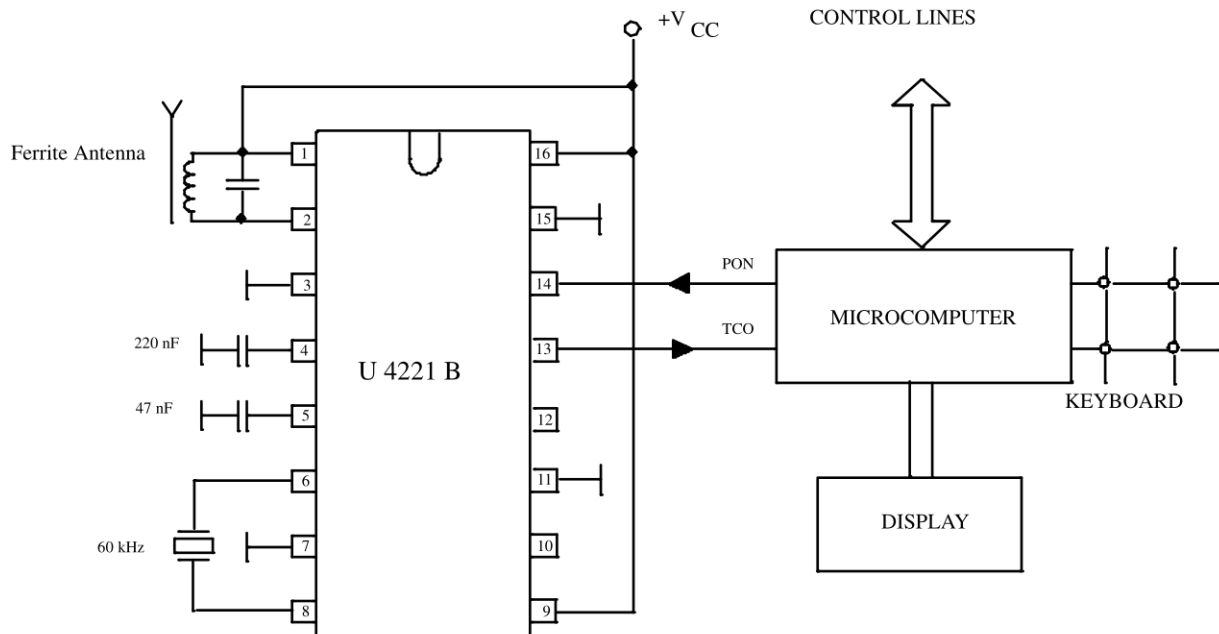 +V CC
CONTROL LINES
Ferrite Antenna
1
16
2
15
3
14
PON
MICROCOMPUTER
220 nF
4
13
TCO
U 4221 B
47 nF
5
12
KEYBOARD
6
11
60 kHz
7
10
DISPLAY
8
9